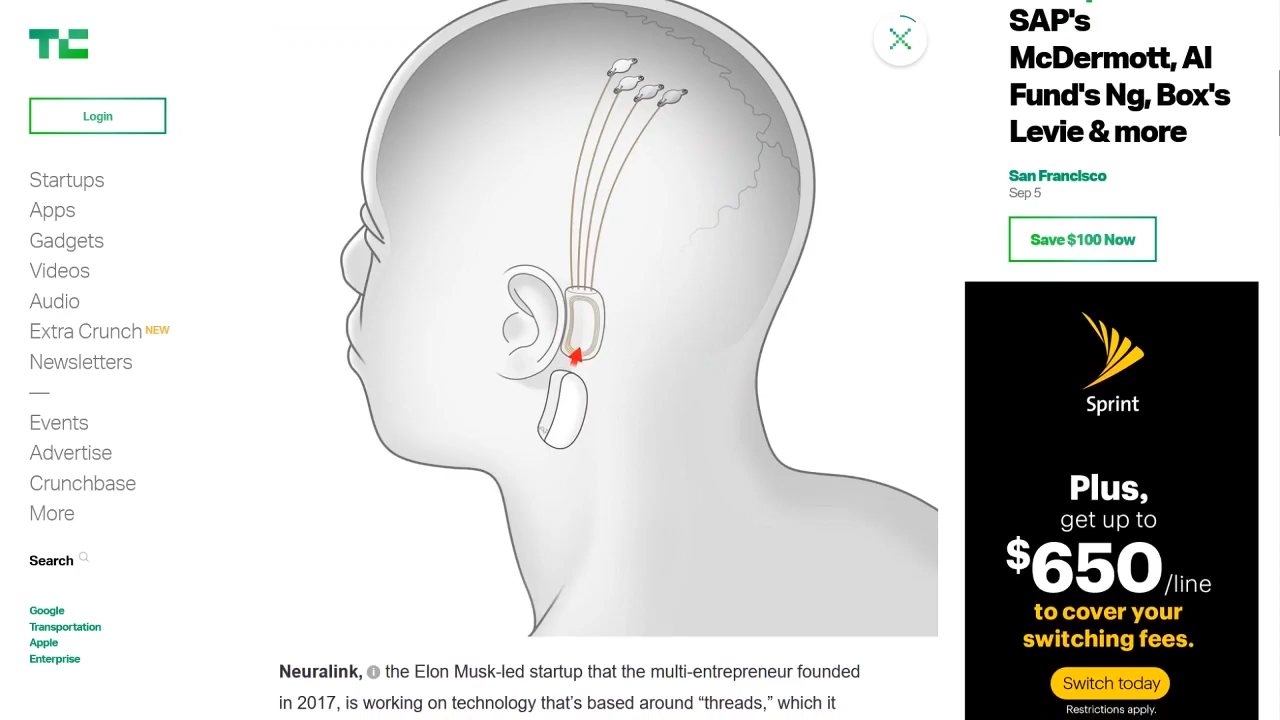 TC
Login
Startups
Apps
Gadgets
Videos
Audio
Extra Crunch NEW
Newsletters
—
Events
Advertise
Crunchbase
More
Search
Google
Transportation
Apple
Enterprise
Neuralink, the Elon Musk-led startup that the multi-entrepreneur founded
in 2017, is working on technology that’s based around “threads,” which it
SAP's
McDermott, AI
Fund's Ng, Box's
Levie & more
San Francisco
Sep 5
Save $100 Now
Sprint
Plus,
get up to
$650/line
to cover your
switching fees.
Switch today
Restrictions apply.